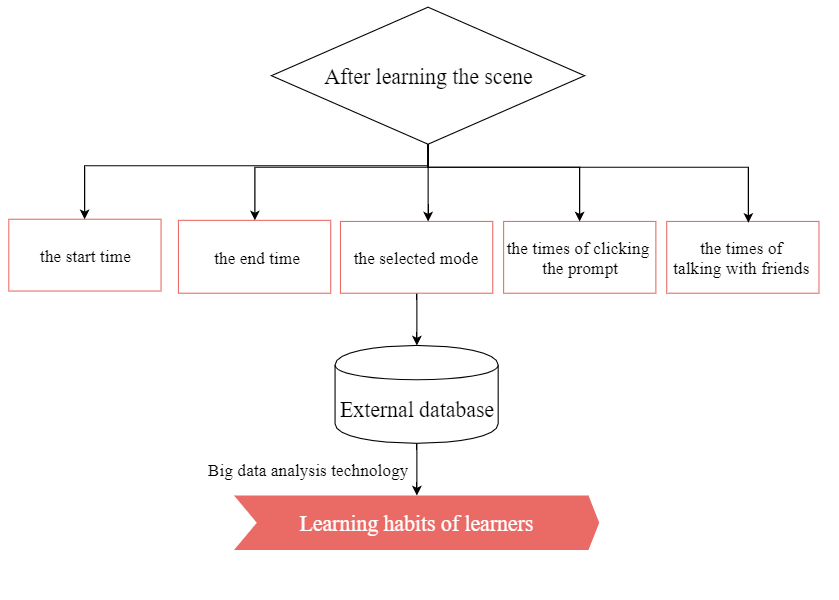 After learning the scene
the start time
the end time
the selected mode
the times of clicking
the prompt
the times of
talking with friends
External database
Big data analysis technology
Learning habits of learners